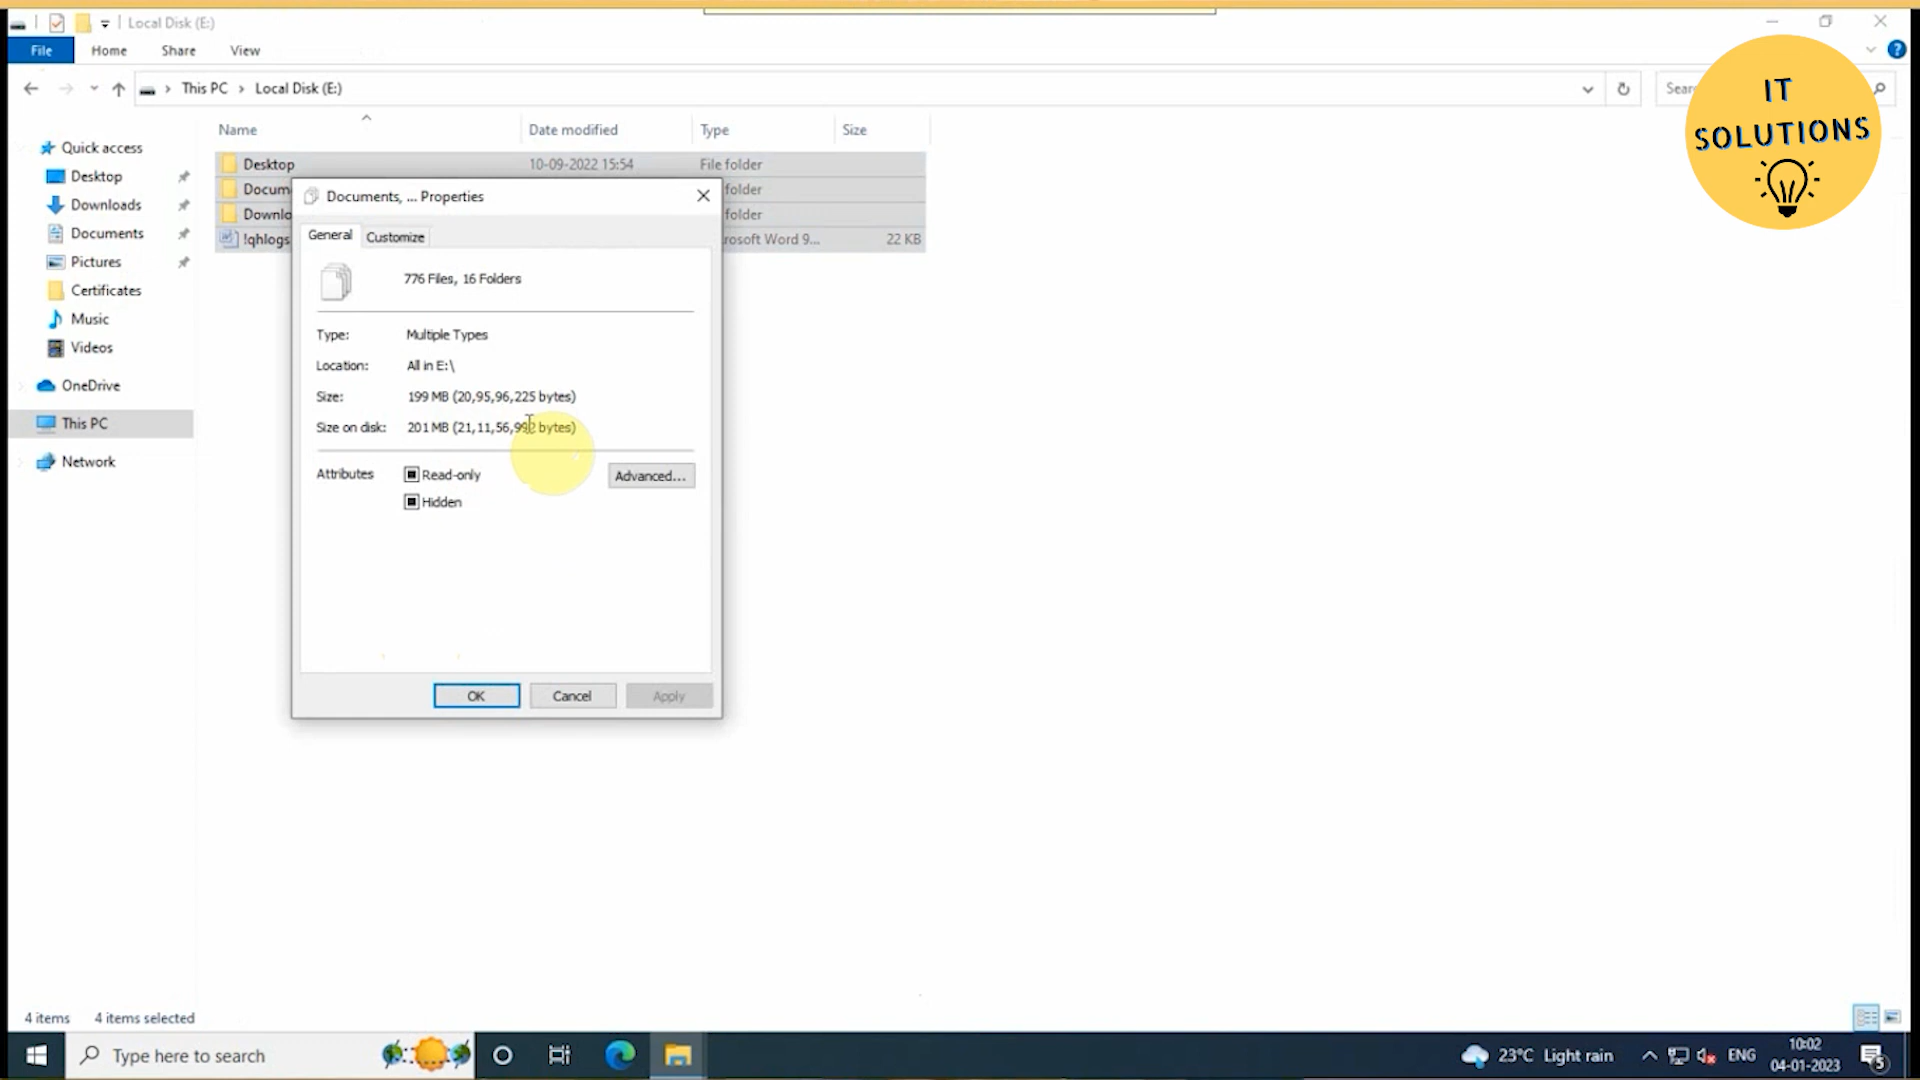 Local Disk (E:)
File Home Share View
This PC > Local Disk (E:)
IT
SOLUTIONS
Name Date modified Type Size
Quick access
Desktop
Downloads
Documents
Pictures
Certificates
Music
Videos
OneDrive
This PC
Network
Desktop 10-09-2022 15:54 File folder
folder
folder
!qhlogs 22 KB
Documents, ... Properties
General Customize
776 Files, 16 Folders
Type: Multiple Types
Location: All in E:\
Size: 199 MB (20,95,96,225 bytes)
Size on disk: 201 MB (21,11,56,992 bytes)
Attributes Read-only Advanced...
Hidden
OK Cancel Apply
4 items 4 items selected
Type here to search
23°C Light rain ENG 10:02
04-01-2023 5